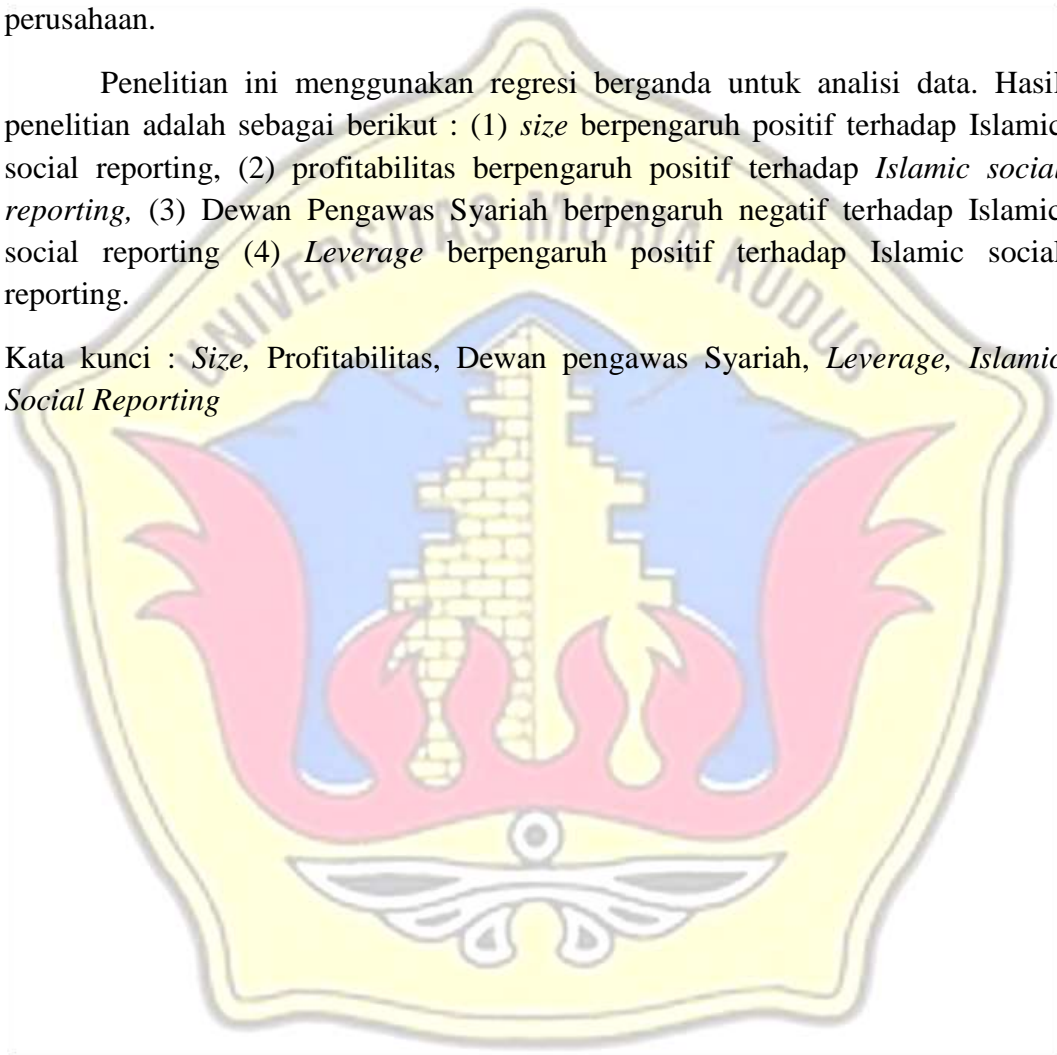 perusahaan.
Penelitian ini menggunakan regresi berganda untuk analisi data. Hasil
penelitian adalah sebagai berikut : (1) size berpengaruh positif terhadap Islamic
social reporting, (2) profitabilitas berpengaruh positif terhadap Islamic social
reporting, (3) Dewan Pengawas Syariah berpengaruh negatif terhadap Islamic
social reporting (4) Leverage berpengaruh positif terhadap Islamic social
reporting.
UNIVERSITAS MURIA KUDUS
Kata kunci : Size, Profitabilitas, Dewan pengawas Syariah, Leverage, Islamic
Social Reporting